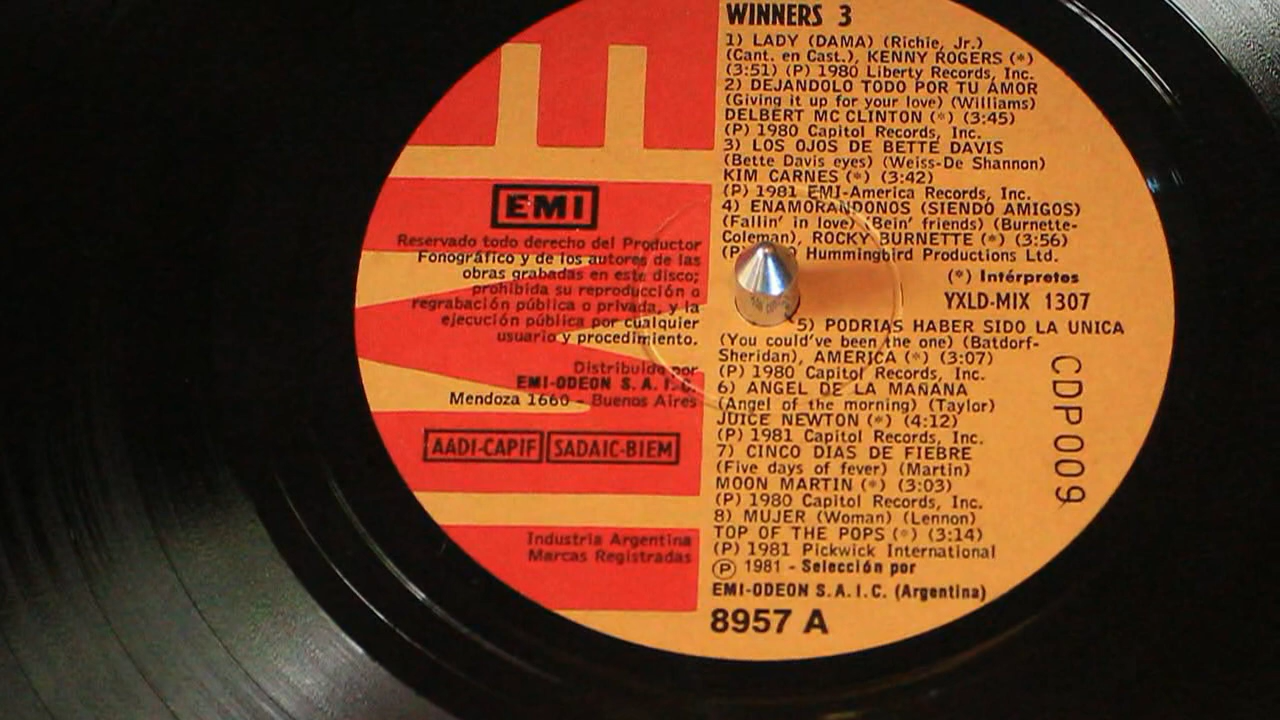 WINNERS 3
1) LADY (DAMA) (Richie, Jr.)
(Cant. en Cast.), KENNY ROGERS (*)
(3:51) (P) 1980 Liberty Records, Inc.
2) DEJANDOLO TODO POR TU AMOR
(Giving it up for your love) (Williams)
DELBERT MC CLINTON (*) (3:45)
(P) 1980 Capitol Records, Inc.
3) LOS OJOS DE BETTE DAVIS
(Bette Davis eyes) (Weiss-De Shannon)
KIM CARNES (*) (3:42)
(P) 1981 EMI-America Records, Inc.
4) ENAMORANDONOS (SIENDO AMIGOS)
(Fallin' in love) (Bein' friends) (Burnette-
Coleman), ROCKY BURNETTE (*) (3:56)
Hummingbird Productions Ltd.
(*) Intérpretes
YXLD-MIX 1307
5) PODRIAS HABER SIDO LA UNICA
(You could've been the one) (Batdorf-
Sheridan), AMERICA (*) (3:07)
(P) 1980 Capitol Records, Inc.
6) ANGEL DE LA MAÑANA
(Angel of the morning) (Taylor)
JUICE NEWTON (*) (4:12)
(P) 1981 Capitol Records, Inc.
7) CINCO DIAS DE FIEBRE
(Five days of fever) (Martin)
MOON MARTIN (*) (3:03)
(P) 1980 Capitol Records, Inc.
8) MUJER (Woman) (Lennon)
TOP OF THE POPS (*) (3:14)
(P) 1981 Pickwick International
Ⓟ 1981 - Selección por
EMI-ODEON S.A.I.C. (Argentina)
8957 A
CDP009
EMI
Reservado todo derecho del Productor
Fonográfico y de los autores de las
obras grabadas en este disco;
prohibida su reproducción o
regrabación pública o privada, y la
ejecución pública por cualquier
usuario y procedimiento.
Distribuido por
EMI-ODEON S.A.I.C.
Mendoza 1660 - Buenos Aires
AADI-CAPIF SADAIC-BIEM
Industria Argentina
Marcas Registradas